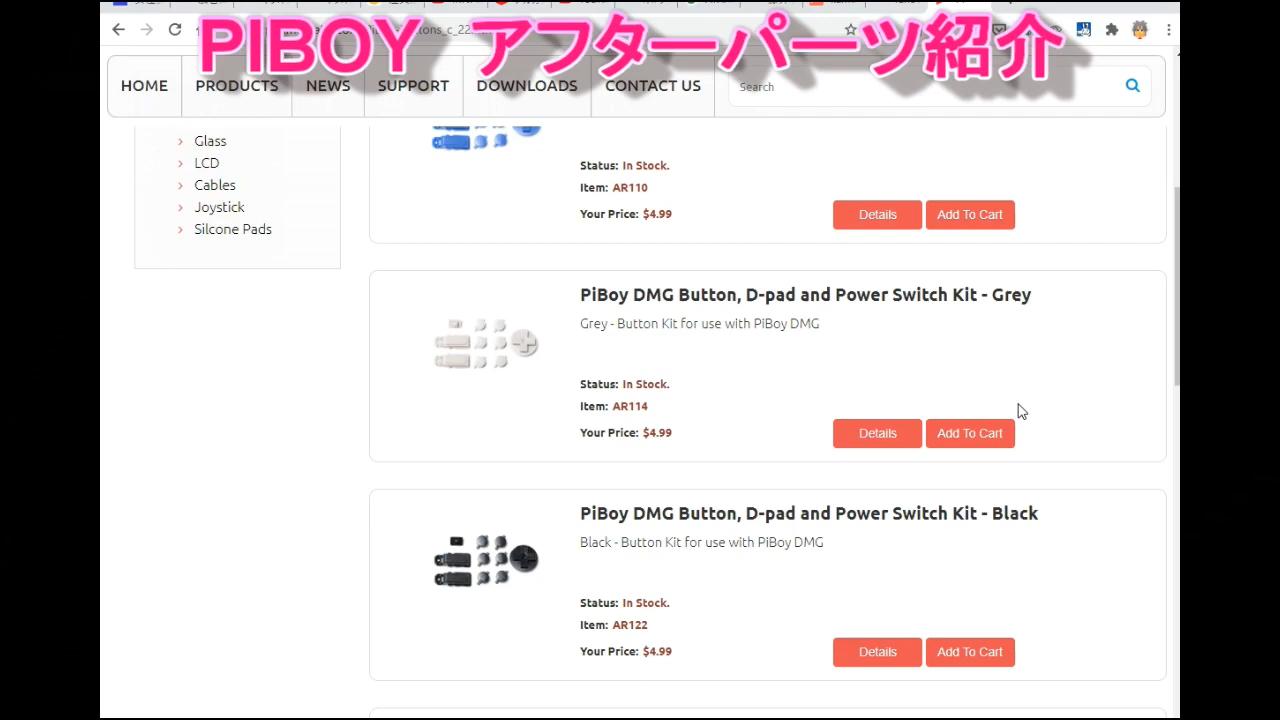 PIBOY アフターパーツ紹介
HOME PRODUCTS NEWS SUPPORT DOWNLOADS CONTACT US Search
Glass
LCD
Cables
Joystick
Silcone Pads
Status: In Stock.
Item: AR110
Your Price: $4.99 Details Add To Cart
PiBoy DMG Button, D-pad and Power Switch Kit - Grey
Grey - Button Kit for use with PiBoy DMG
Status: In Stock.
Item: AR114
Your Price: $4.99 Details Add To Cart
PiBoy DMG Button, D-pad and Power Switch Kit - Black
Black - Button Kit for use with PiBoy DMG
Status: In Stock.
Item: AR122
Your Price: $4.99 Details Add To Cart